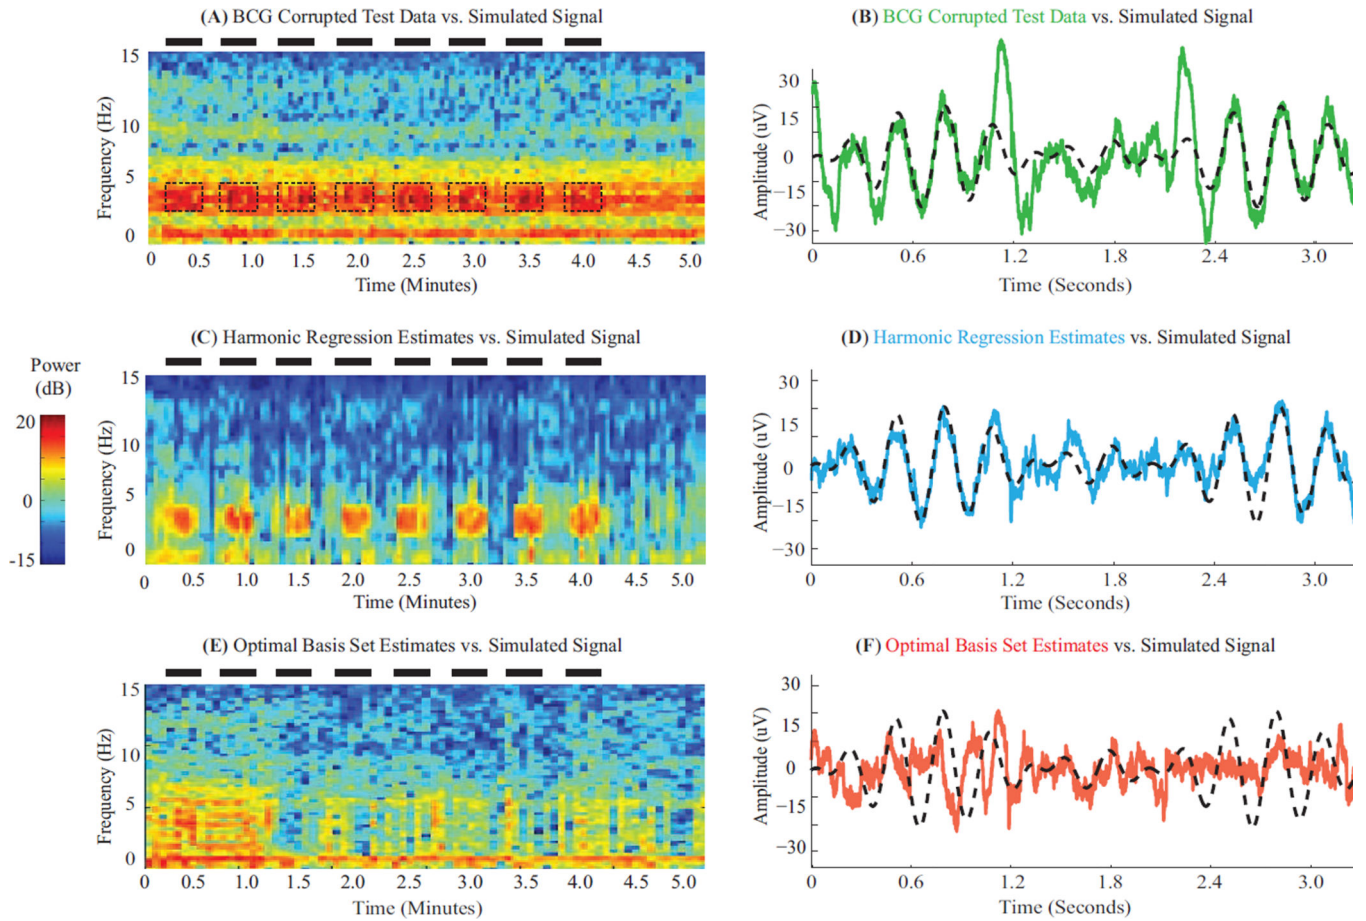 (A) BCG Corrupted Test Data vs. Simulated Signal
15
10
5
0
Frequency (Hz)
0 0.5 1.0 1.5 2.0 2.5 3.0 3.5 4.0 4.5 5.0
Time (Minutes)
(B) BCG Corrupted Test Data vs. Simulated Signal
30
15
0
−15
−30
Amplitude (uV)
0 0.6 1.2 1.8 2.4 3.0
Time (Seconds)
Power
(dB)
20
0
-15
(C) Harmonic Regression Estimates vs. Simulated Signal
15
10
5
0
Frequency (Hz)
0 0.5 1.0 1.5 2.0 2.5 3.0 3.5 4.0 4.5 5.0
Time (Minutes)
(D) Harmonic Regression Estimates vs. Simulated Signal
30
15
0
−15
−30
Amplitude (uV)
0 0.6 1.2 1.8 2.4 3.0
Time (Seconds)
(E) Optimal Basis Set Estimates vs. Simulated Signal
15
10
5
0
Frequency (Hz)
0 0.5 1.0 1.5 2.0 2.5 3.0 3.5 4.0 4.5 5.0
Time (Minutes)
(F) Optimal Basis Set Estimates vs. Simulated Signal
30
15
0
−15
−30
Amplitude (uV)
0 0.6 1.2 1.8 2.4 3.0
Time (Seconds)